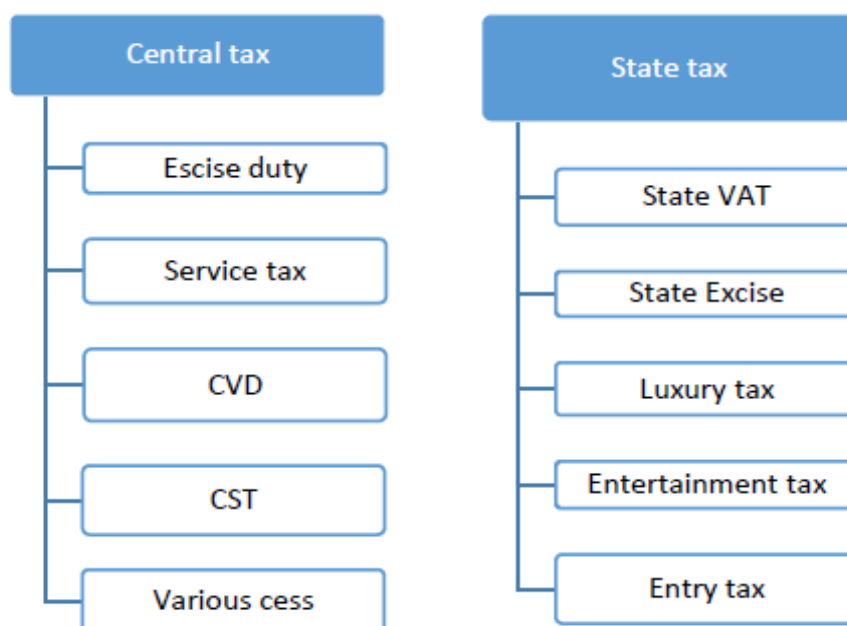 Central tax
Escise duty
Service tax
CVD
CST
Various cess
State tax
State VAT
State Excise
Luxury tax
Entertainment tax
Entry tax